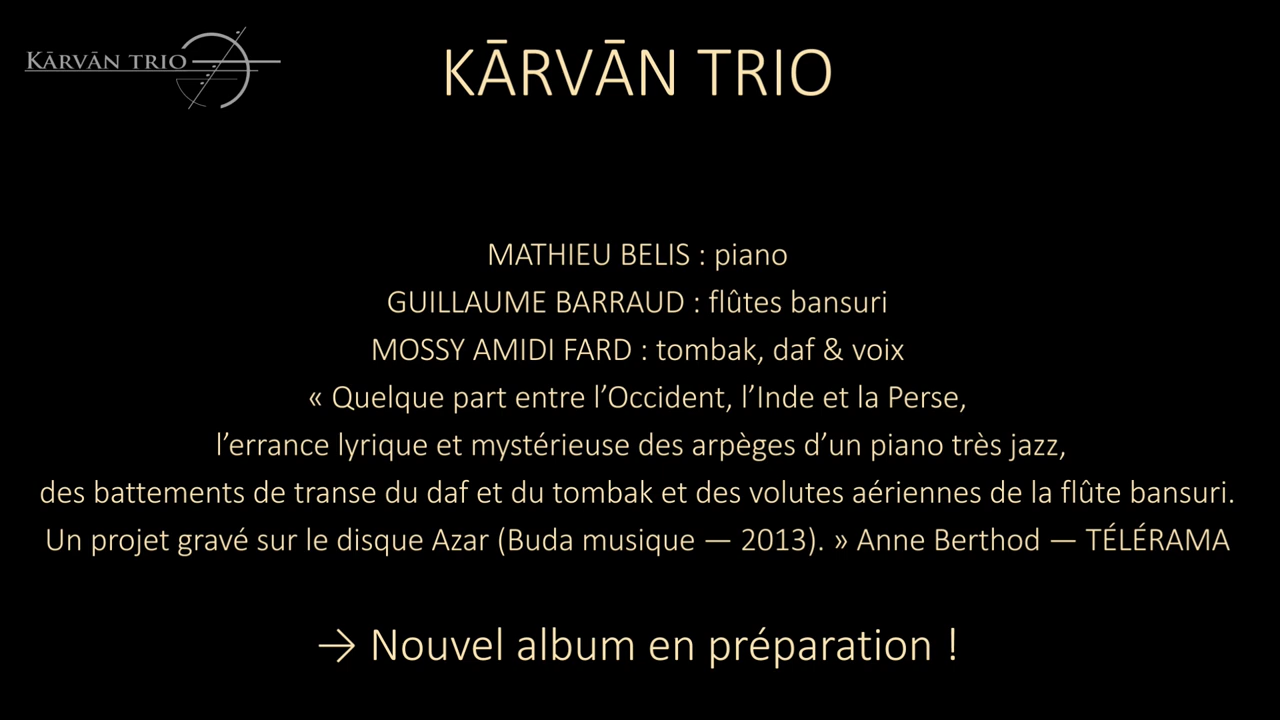 KĀRVĀN TRIO
KĀRVĀN TRIO
MATHIEU BELIS : piano
GUILLAUME BARRAUD : flûtes bansuri
MOSSY AMIDI FARD : tombak, daf & voix
« Quelque part entre l’Occident, l’Inde et la Perse,
l’errance lyrique et mystérieuse des arpèges d’un piano très jazz,
des battements de transe du daf et du tombak et des volutes aériennes de la flûte bansuri.
Un projet gravé sur le disque Azar (Buda musique — 2013). » Anne Berthod — TÉLÉRAMA
→ Nouvel album en préparation !